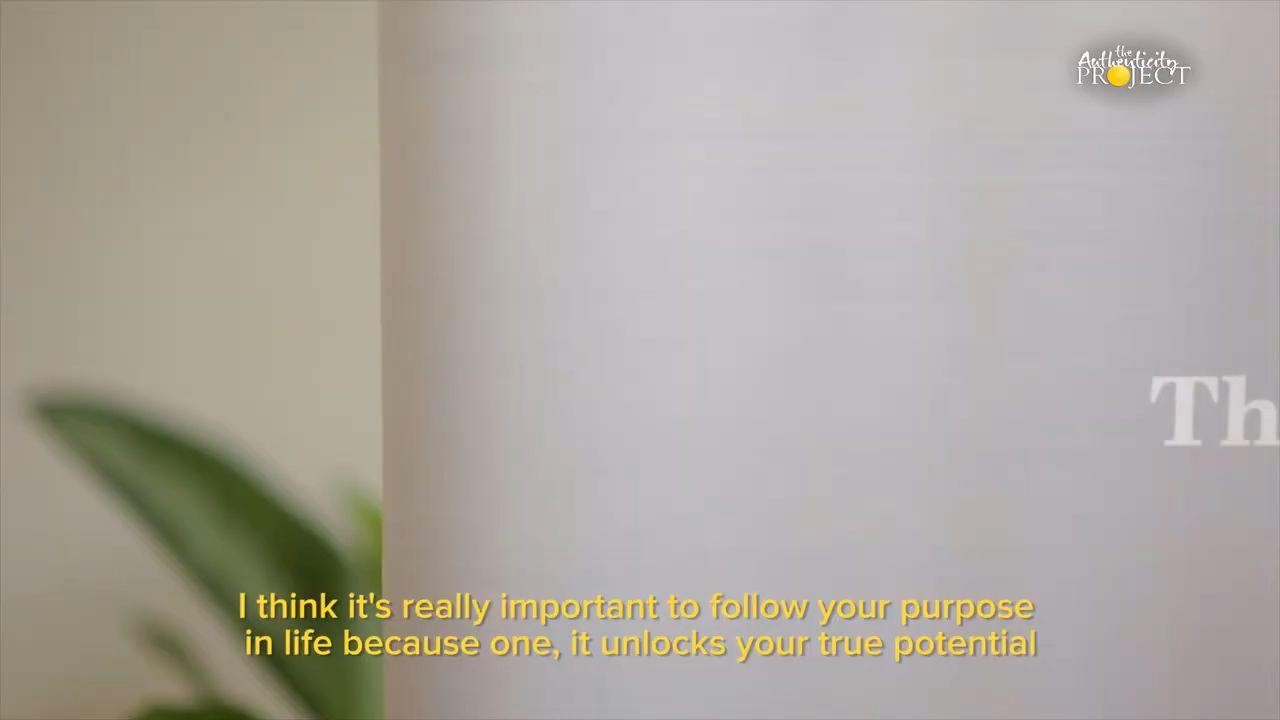 the
Authenticity
PROJECT
Th
I think it's really important to follow your purpose
in life because one, it unlocks your true potential